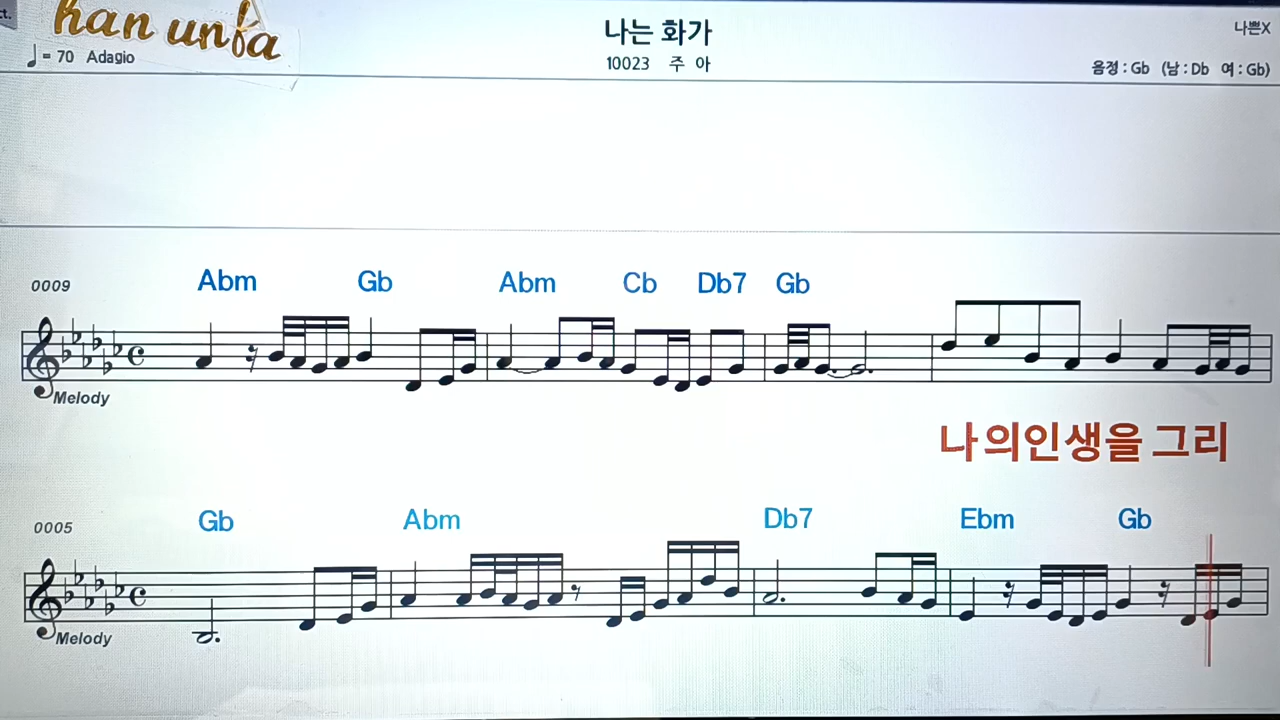 ct.
han unfa
나는 화가
나쁜X
♩= 70 Adagio
10023 주 아
음정 : Gb (남 : Db 여 : Gb)
0009 Abm Gb Abm Cb Db7 Gb
Melody
나의인생을 그리
0005 Gb Abm Db7 Ebm Gb
Melody